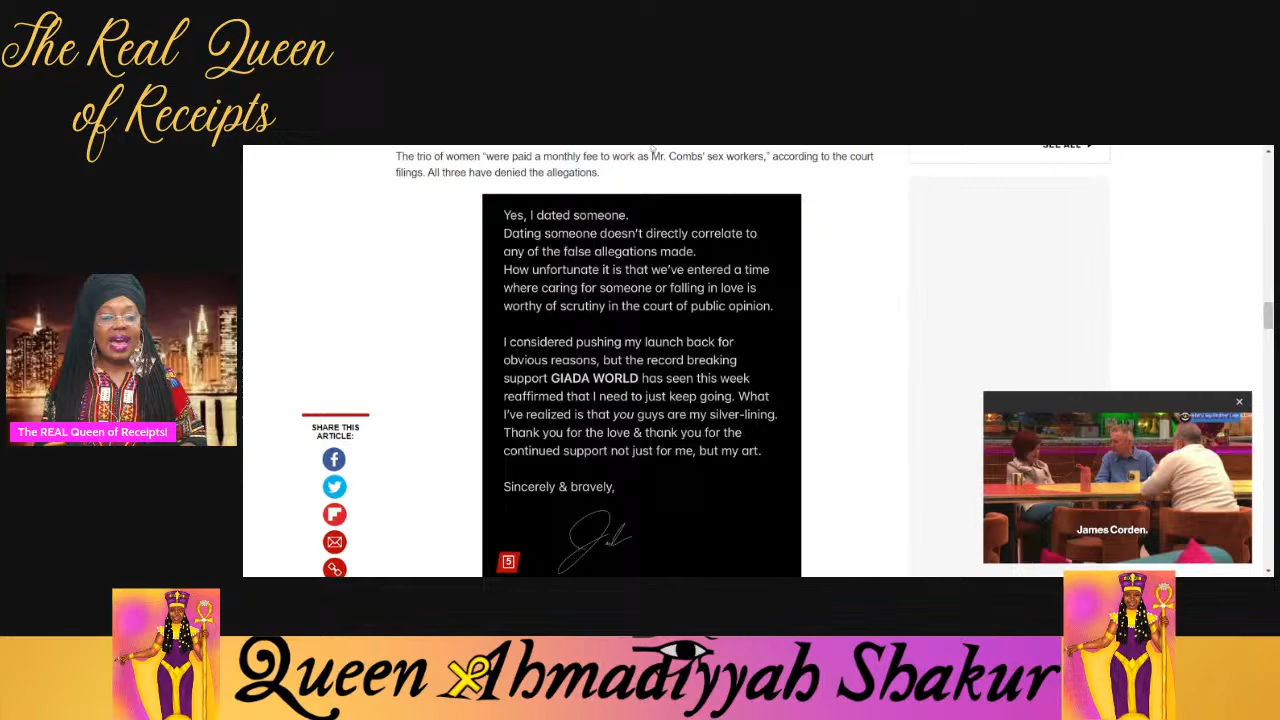 The Real Queen
of Receipts
SEE ALL
The trio of women “were paid a monthly fee to work as Mr. Combs’ sex workers,” according to the court
filings. All three have denied the allegations.
Yes, I dated someone.
Dating someone doesn’t directly correlate to
any of the false allegations made.
How unfortunate it is that we’ve entered a time
where caring for someone or falling in love is
worthy of scrutiny in the court of public opinion.
I considered pushing my launch back for
obvious reasons, but the record breaking
support GIADA WORLD has seen this week
reaffirmed that I need to just keep going. What
I’ve realized is that you guys are my silver-lining.
Thank you for the love & thank you for the
continued support not just for me, but my art.
Sincerely & bravely,
5
SHARE THIS
ARTICLE:
James Corden.
The REAL Queen of Receipts!
Queen Ahmadiyyah Shakur